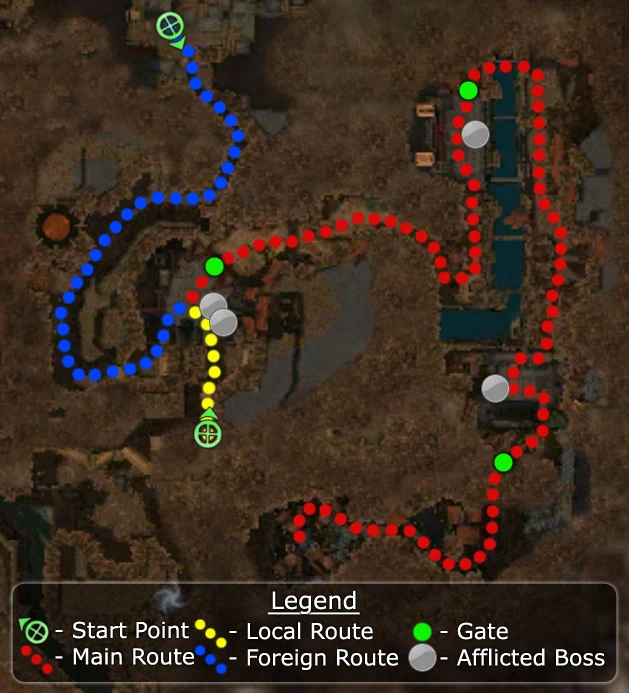 Legend
- Start Point - Local Route - Gate
- Main Route - Foreign Route - Afflicted Boss